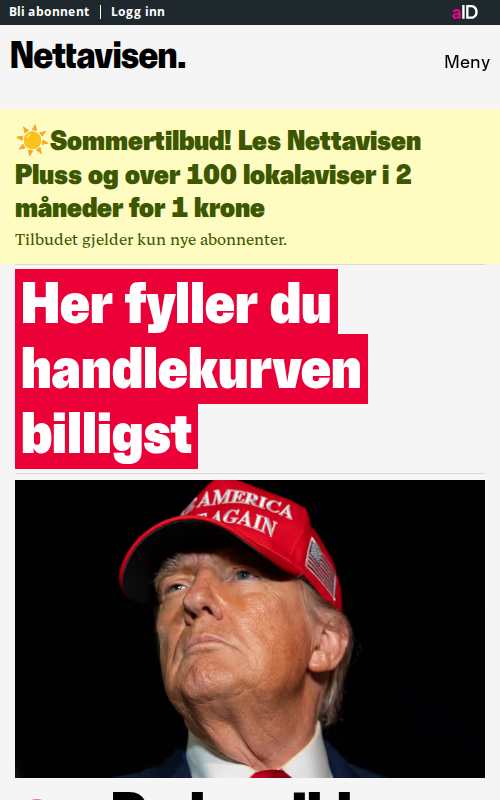 Bli abonnent
Logg inn
aID
Nettavisen.
Meny
Sommertilbud! Les Nettavisen
Pluss og over 100 lokalaviser i 2
måneder for 1 krone
Tilbudet gjelder kun nye abonnenter.
Her fyller du
handlekurven
billigst
AMERICA
AGAIN